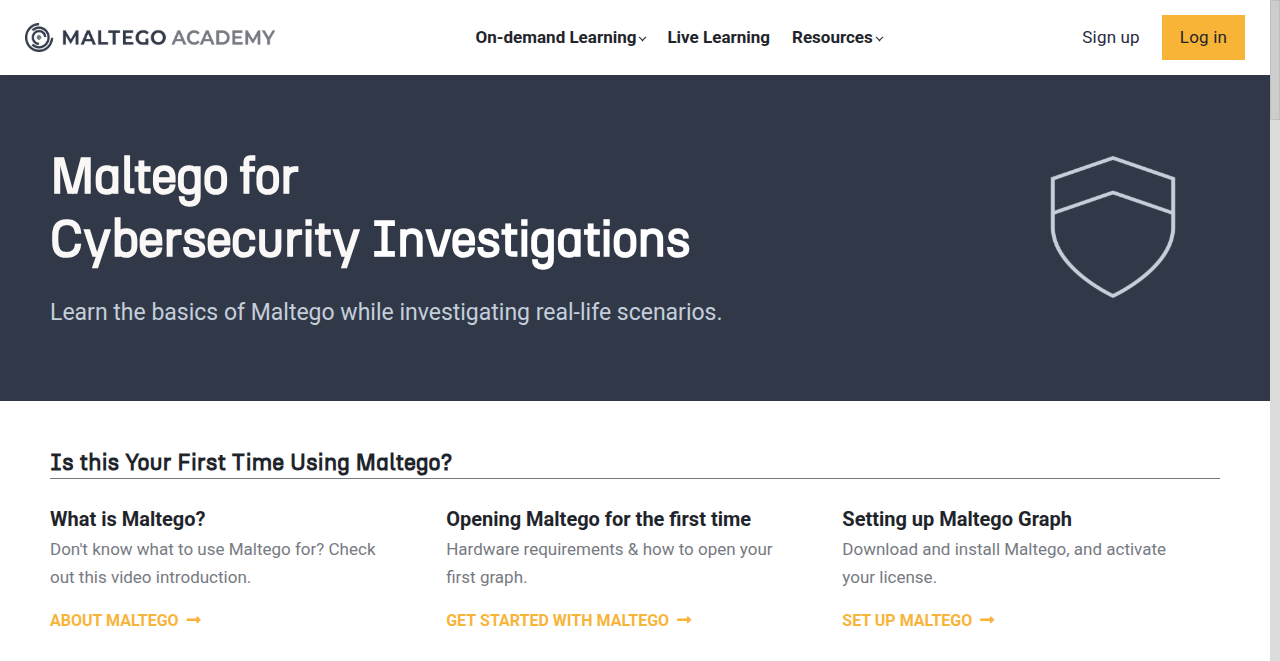 MALTEGO ACADEMY
On-demand Learning
Live Learning
Resources
Sign up
Log in
Maltego for
Cybersecurity Investigations
Learn the basics of Maltego while investigating real-life scenarios.
Is this Your First Time Using Maltego?
What is Maltego?
Don't know what to use Maltego for? Check
out this video introduction.
ABOUT MALTEGO →
Opening Maltego for the first time
Hardware requirements & how to open your
first graph.
GET STARTED WITH MALTEGO →
Setting up Maltego Graph
Download and install Maltego, and activate
your license.
SET UP MALTEGO →